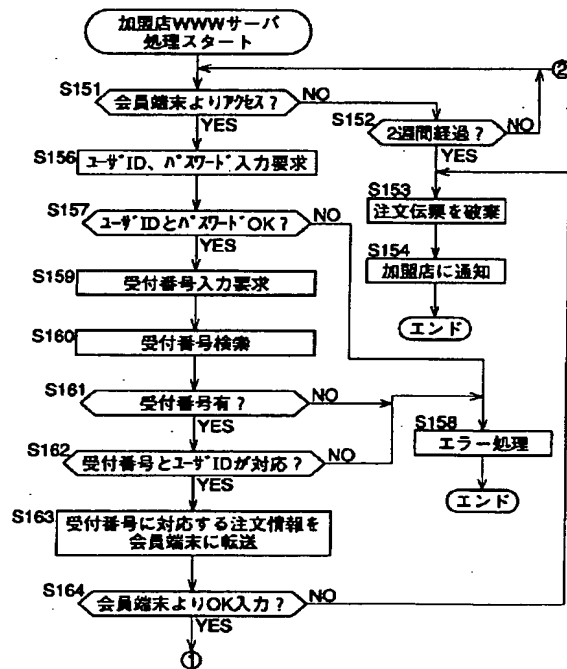 加盟店WWWサーバ
処理スタート
②
S151
会員端末よりアクセス?
NO
YES
S152
2週間経過?
NO
YES
S156
ユーザID、パスワード入力要求
S153
注文伝票を破棄
S157
ユーザIDとパスワードOK?
NO
YES
S154
加盟店に通知
S159
受付番号入力要求
エンド
S160
受付番号検索
S161
受付番号有?
NO
YES
S158
エラー処理
S162
受付番号とユーザIDが対応?
NO
YES
エンド
S163
受付番号に対応する注文情報を
会員端末に転送
S164
会員端末よりOK入力?
NO
YES
①